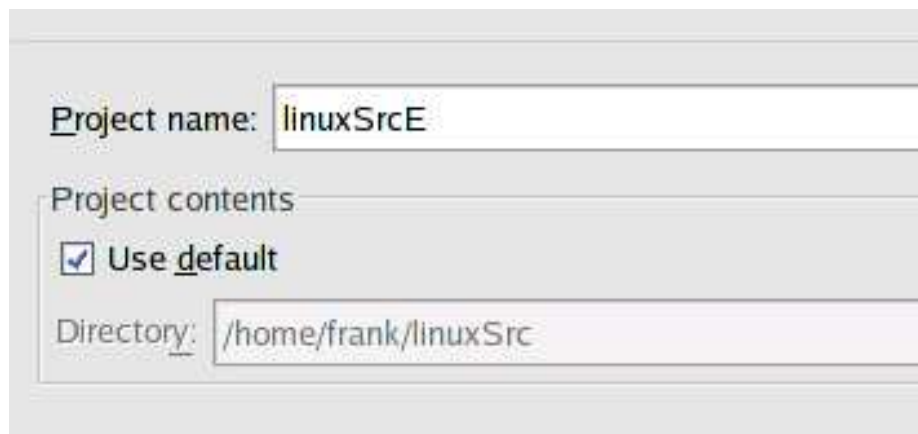 Project name: linuxSrcE
Project contents
Use default
Directory: /home/frank/linuxSrc